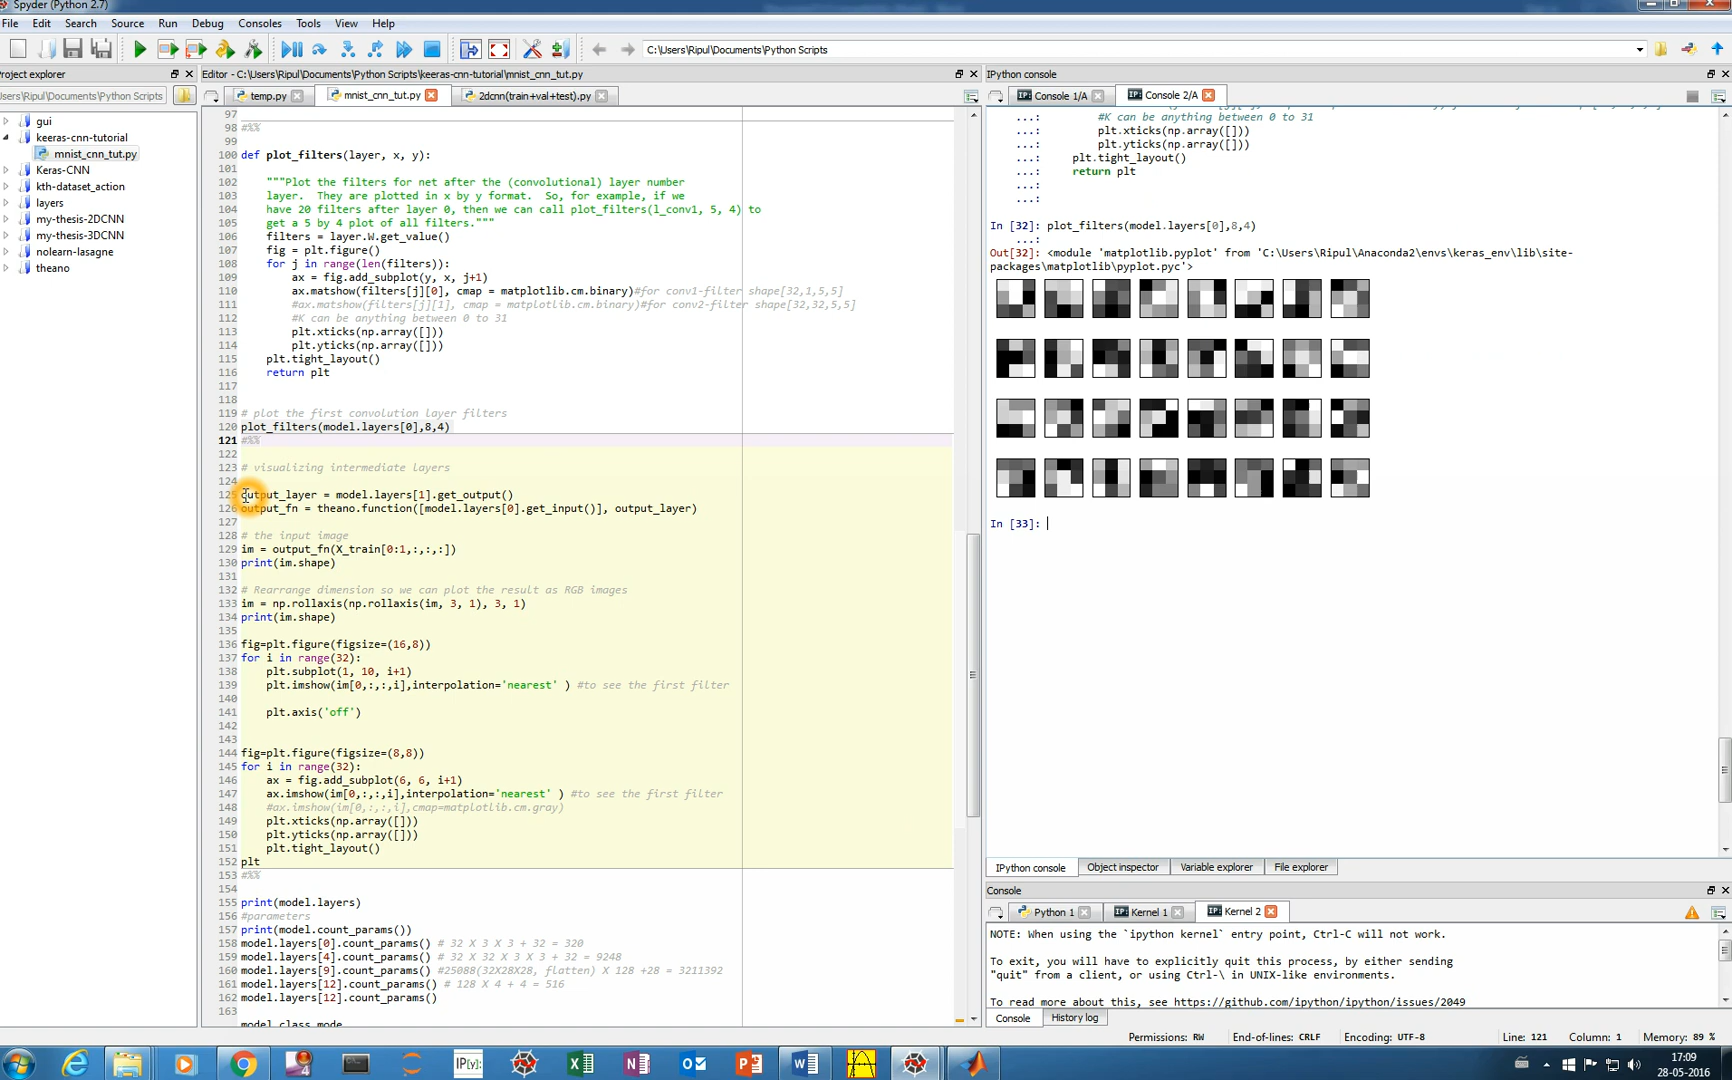 Spyder (Python 2.7)
File Edit Search Run Debug Consoles Tools View Help
C:\Users\Ripul\Documents\Python Scripts
Project explorer
sers\Ripul\Documents\Python Scripts
gui
keeras-cnn-tutorial
mnist_cnn_tut.py
Keras-CNN
kth-dataset_action
layers
my-thesis-2DCNN
my-thesis-3DCNN
nolearn-lasagne
theano
Editor - C:\Users\Ripul\Documents\Python Scripts\keeras-cnn-tutorial\mnist_cnn_tut.py
temp.py mnist_cnn_tut.py 2dcnn(train+val+test).py
97
98 #%%
99
100 def plot_filters(layer, x, y):
101
102 """Plot the filters for net after the (convolutional) layer number
103 layer. They are plotted in x by y format. So, for example, if we
104 have 20 filters after layer 0, then we can call plot_filters(l_conv1, 5, 4) to
105 get a 5 by 4 plot of all filters."""
106 filters = layer.W.get_value()
107 fig = plt.figure()
108 for j in range(len(filters)):
109 ax = fig.add_subplot(y, x, j+1)
110 ax.matshow(filters[j][0], cmap = matplotlib.cm.binary)#for conv1-filter shape[32,1,5,5]
111 #ax.matshow(filters[j][1], cmap = matplotlib.cm.binary)#for conv2-filter shape[32,32,5,5]
112 #K can be anything between 0 to 31
113 plt.xticks(np.array([]))
114 plt.yticks(np.array([]))
115 plt.tight_layout()
116 return plt
117
118
119 # plot the first convolution layer filters
120 plot_filters(model.layers[0],8,4)
121 #%%
122
123 # visualizing intermediate layers
124
125 output_layer = model.layers[1].get_output()
126 output_fn = theano.function([model.layers[0].get_input()], output_layer)
127
128 # the input image
129 im = output_fn(X_train[0:1,:,:,:])
130 print(im.shape)
131
132 # Rearrange dimension so we can plot the result as RGB images
133 im = np.rollaxis(np.rollaxis(im, 3, 1), 3, 1)
134 print(im.shape)
135
136 fig=plt.figure(figsize=(16,8))
137 for i in range(32):
138 plt.subplot(1, 10, i+1)
139 plt.imshow(im[0,:,:,i],interpolation='nearest' ) #to see the first filter
140
141 plt.axis('off')
142
143
144 fig=plt.figure(figsize=(8,8))
145 for i in range(32):
146 ax = fig.add_subplot(6, 6, i+1)
147 ax.imshow(im[0,:,:,i],interpolation='nearest' ) #to see the first filter
148 #ax.imshow(im[0,:,:,i],cmap=matplotlib.cm.gray)
149 plt.xticks(np.array([]))
150 plt.yticks(np.array([]))
151 plt.tight_layout()
152 plt
153 #%%
154
155 print(model.layers)
156 #parameters
157 print(model.count_params())
158 model.layers[0].count_params() # 32 X 3 X 3 + 32 = 320
159 model.layers[4].count_params() # 32 X 32 X 3 X 3 + 32 = 9248
160 model.layers[9].count_params() #25088(32X28X28, flatten) X 128 +28 = 3211392
161 model.layers[12].count_params() # 128 X 4 + 4 = 516
162 model.layers[12].count_params()
163
model.class_mode
IPython console
Console 1/A Console 2/A
...: #K can be anything between 0 to 31
...: plt.xticks(np.array([]))
...: plt.yticks(np.array([]))
...: plt.tight_layout()
...: return plt
...:
...:
In [32]: plot_filters(model.layers[0],8,4)
...:
Out[32]: <module 'matplotlib.pyplot' from 'C:\Users\Ripul\Anaconda2\envs\keras_env\lib\site-
packages\matplotlib\pyplot.pyc'>
In [33]:
IPython console Object inspector Variable explorer File explorer
Console
Python 1 Kernel 1 Kernel 2
NOTE: When using the `ipython kernel` entry point, Ctrl-C will not work.
To exit, you will have to explicitly quit this process, by either sending
"quit" from a client, or using Ctrl-\ in UNIX-like environments.
To read more about this, see https://github.com/ipython/ipython/issues/2049
Console History log
Permissions: RW End-of-lines: CRLF Encoding: UTF-8 Line: 121 Column: 1 Memory: 89 %
IP[y]:
17:09
28-05-2016